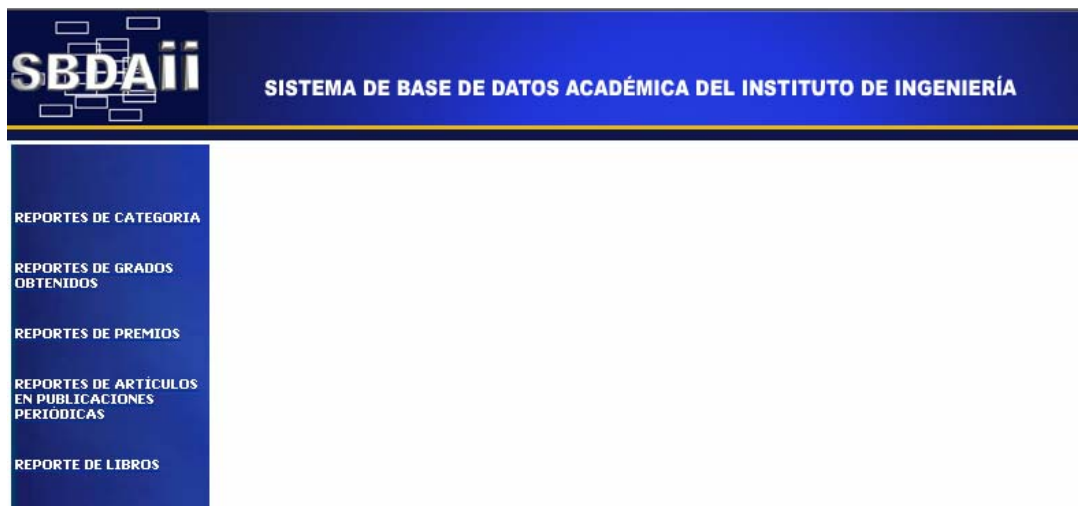 SBDAii
SISTEMA DE BASE DE DATOS ACADÉMICA DEL INSTITUTO DE INGENIERÍA
REPORTES DE CATEGORIA
REPORTES DE GRADOS
OBTENIDOS
REPORTES DE PREMIOS
REPORTES DE ARTÍCULOS
EN PUBLICACIONES
PERIÓDICAS
REPORTE DE LIBROS